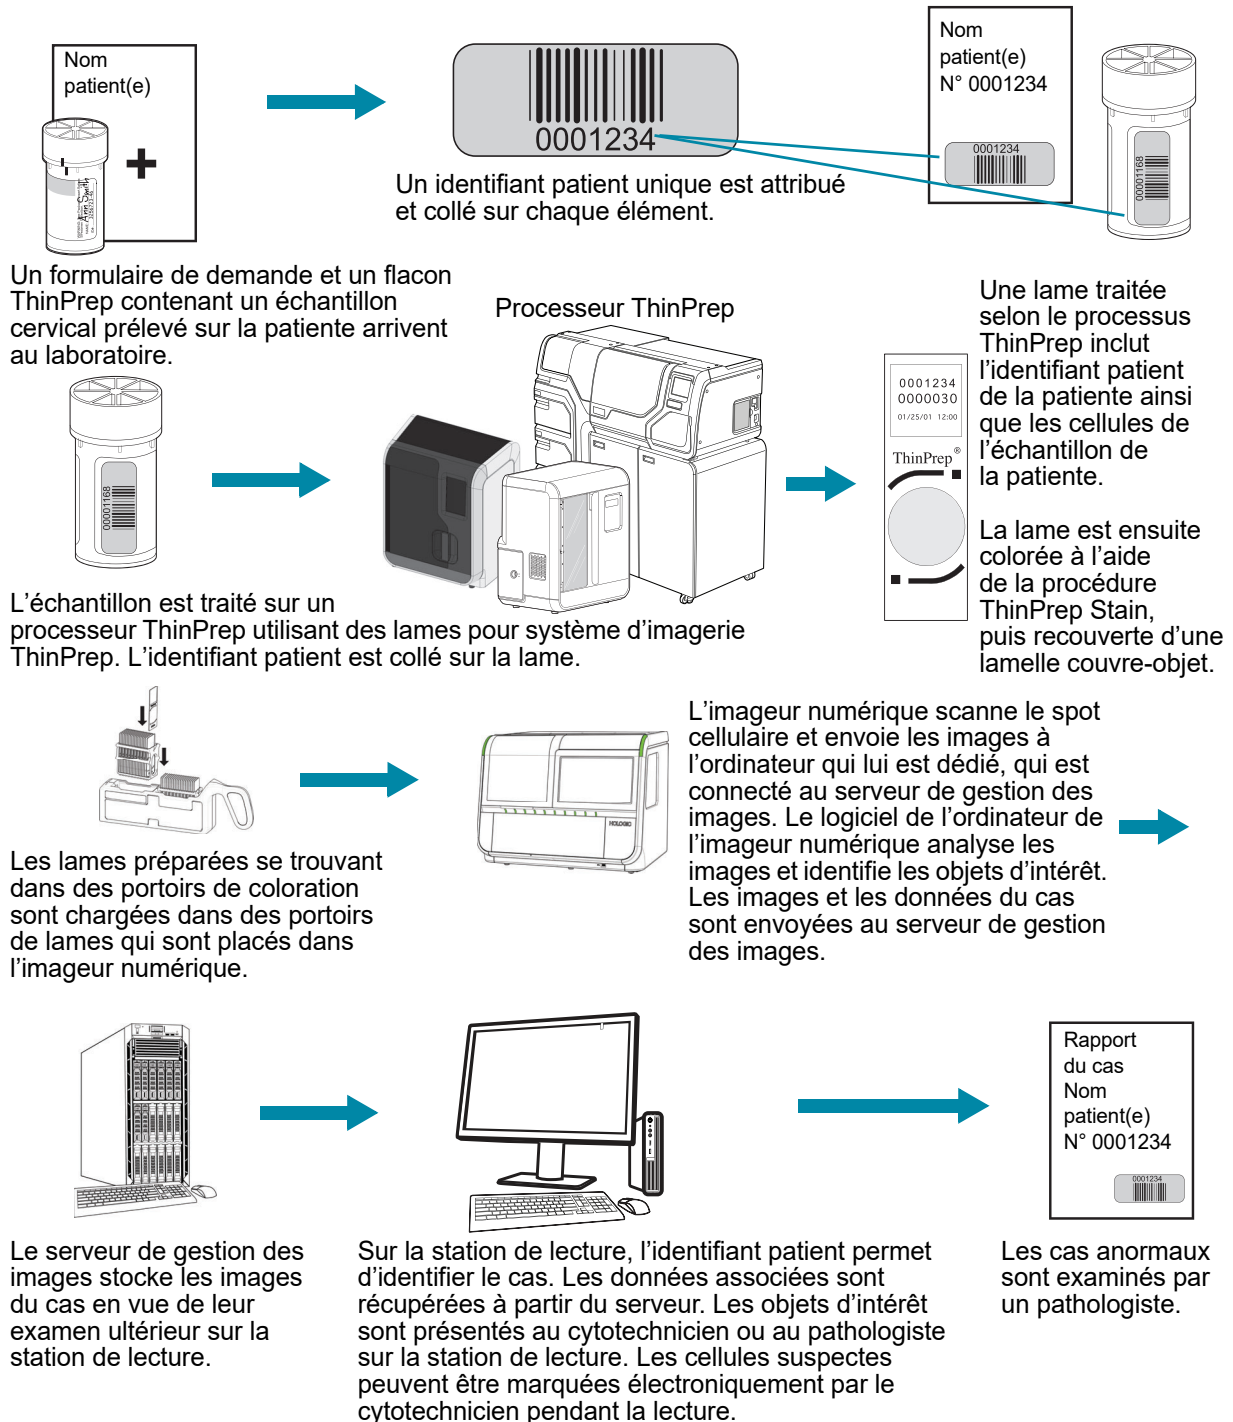 Nom
patient(e)
0001234
Nom
patient(e)
N° 0001234
0001234
00001168
Un identifiant patient unique est attribué
et collé sur chaque élément.
Un formulaire de demande et un flacon
ThinPrep contenant un échantillon
cervical prélevé sur la patiente arrivent
au laboratoire.
Processeur ThinPrep
00001168
0001234
0000030
01/25/01 12:00
ThinPrep®
Une lame traitée
selon le processus
ThinPrep inclut
l’identifiant patient
de la patiente ainsi
que les cellules de
l’échantillon de
la patiente.
La lame est ensuite
colorée à l’aide
de la procédure
ThinPrep Stain,
puis recouverte d’une
lamelle couvre-objet.
L’échantillon est traité sur un
processeur ThinPrep utilisant des lames pour système d’imagerie
ThinPrep. L’identifiant patient est collé sur la lame.
HOLOGIC
L’imageur numérique scanne le spot
cellulaire et envoie les images à
l’ordinateur qui lui est dédié, qui est
connecté au serveur de gestion des
images. Le logiciel de l’ordinateur de
l’imageur numérique analyse les
images et identifie les objets d’intérêt.
Les images et les données du cas
sont envoyées au serveur de gestion
des images.
Les lames préparées se trouvant
dans des portoirs de coloration
sont chargées dans des portoirs
de lames qui sont placés dans
l’imageur numérique.
Rapport
du cas
Nom
patient(e)
N° 0001234
0001234
Le serveur de gestion des
images stocke les images
du cas en vue de leur
examen ultérieur sur la
station de lecture.
Sur la station de lecture, l’identifiant patient permet
d’identifier le cas. Les données associées sont
récupérées à partir du serveur. Les objets d’intérêt
sont présentés au cytotechnicien ou au pathologiste
sur la station de lecture. Les cellules suspectes
peuvent être marquées électroniquement par le
cytotechnicien pendant la lecture.
Les cas anormaux
sont examinés par
un pathologiste.